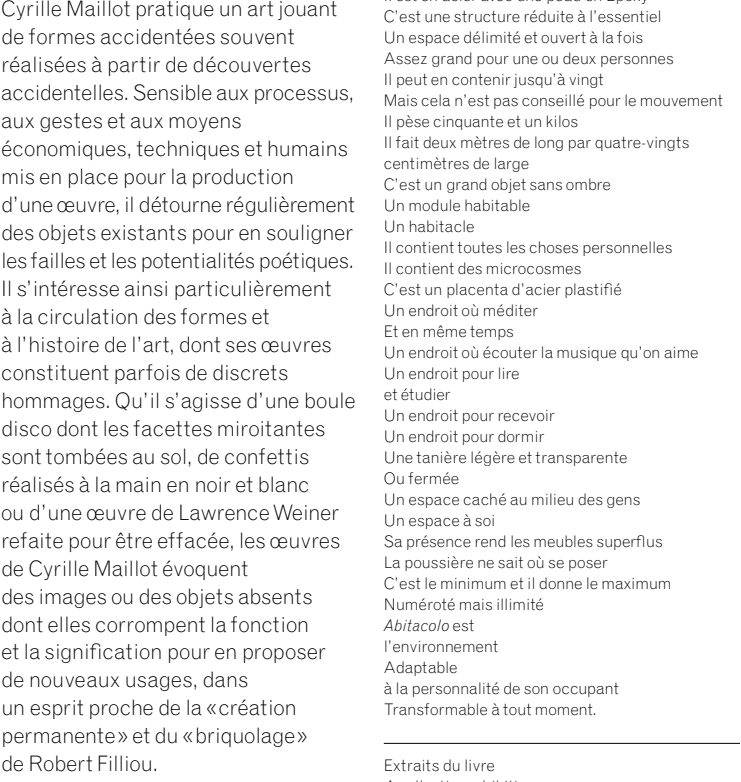 Cyrille Maillot pratique un art jouant
de formes accidentées souvent
réalisées à partir de découvertes
accidentelles. Sensible aux processus,
aux gestes et aux moyens
économiques, techniques et humains
mis en place pour la production
d'une œuvre, il détourne régulièrement
des objets existants pour en souligner
les failles et les potentialités poétiques.
Il s'intéresse ainsi particulièrement
à la circulation des formes et
à l'histoire de l'art, dont ses œuvres
constituent parfois de discrets
hommages. Qu'il s'agisse d'une boule
disco dont les facettes miroitantes
sont tombées au sol, de confettis
réalisés à la main en noir et blanc
ou d'une œuvre de Lawrence Weiner
refaite pour être effacée, les œuvres
de Cyrille Maillot évoquent
des images ou des objets absents
dont elles corrompent la fonction
et la signification pour en proposer
de nouveaux usages, dans
un esprit proche de la «création
permanente» et du «briquolage»
de Robert Filliou.
Il est en acier avec une peau en Epoxy
C'est une structure réduite à l'essentiel
Un espace délimité et ouvert à la fois
Assez grand pour une ou deux personnes
Il peut en contenir jusqu'à vingt
Mais cela n'est pas conseillé pour le mouvement
Il pèse cinquante et un kilos
Il fait deux mètres de long par quatre-vingts
centimètres de large
C'est un grand objet sans ombre
Un module habitable
Un habitacle
Il contient toutes les choses personnelles
Il contient des microcosmes
C'est un placenta d'acier plastifié
Un endroit où méditer
Et en même temps
Un endroit où écouter la musique qu'on aime
Un endroit pour lire
et étudier
Un endroit pour recevoir
Un endroit pour dormir
Une tanière légère et transparente
Ou fermée
Un espace caché au milieu des gens
Un espace à soi
Sa présence rend les meubles superflus
La poussière ne sait où se poser
C'est le minimum et il donne le maximum
Numéroté mais illimité
Abitacolo est
l'environnement
Adaptable
à la personnalité de son occupant
Transformable à tout moment.
Extraits du livre